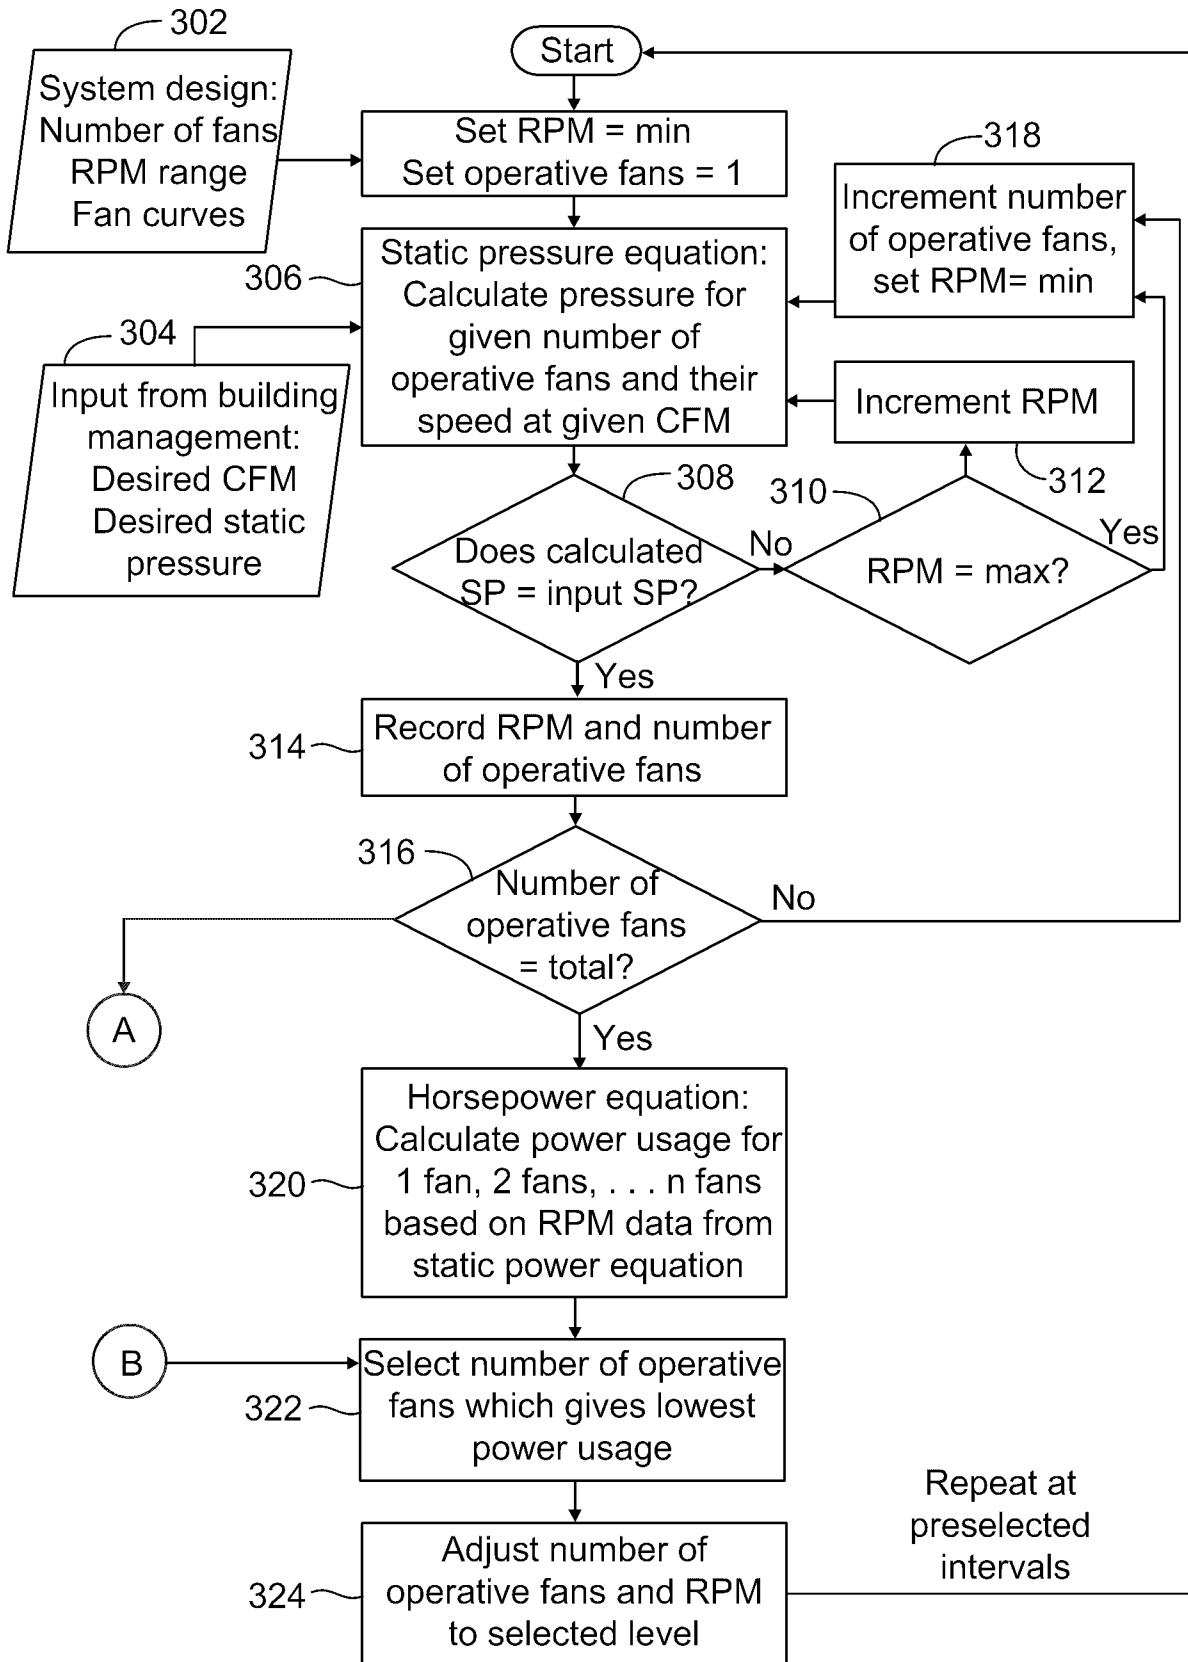 302
Start
System design:
Number of fans
RPM range
Fan curves
Set RPM = min
Set operative fans = 1
318
Increment number
of operative fans,
set RPM= min
306
Static pressure equation:
Calculate pressure for
given number of
operative fans and their
speed at given CFM
304
Input from building
management:
Desired CFM
Desired static
pressure
Increment RPM
312
308
Does calculated
SP = input SP?
No
310
RPM = max?
Yes
Yes
314
Record RPM and number
of operative fans
316
Number of
operative fans
= total?
No
A
Yes
320
Horsepower equation:
Calculate power usage for
1 fan, 2 fans, . . . n fans
based on RPM data from
static power equation
B
322
Select number of operative
fans which gives lowest
power usage
324
Adjust number of
operative fans and RPM
to selected level
Repeat at
preselected
intervals